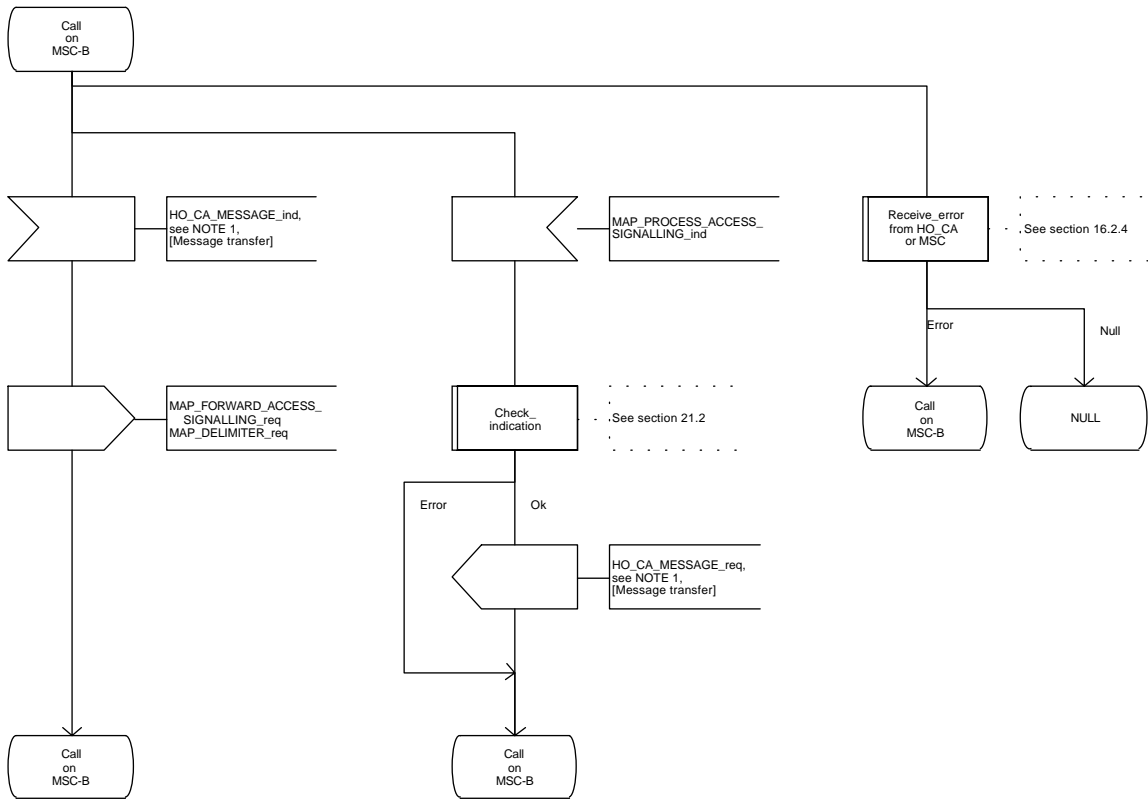 Call
on
MSC-B
HO_CA_MESSAGE_ind,
see NOTE 1,
[Message transfer]
MAP_PROCESS_ACCESS_
SIGNALLING_ind
Receive_error
from HO_CA
or MSC
See section 16.2.4
Error
Null
MAP_FORWARD_ACCESS_
SIGNALLING_req
MAP_DELIMITER_req
Check_
indication
See section 21.2
Call
on
MSC-B
NULL
Error
Ok
HO_CA_MESSAGE_req,
see NOTE 1,
[Message transfer]
Call
on
MSC-B
Call
on
MSC-B